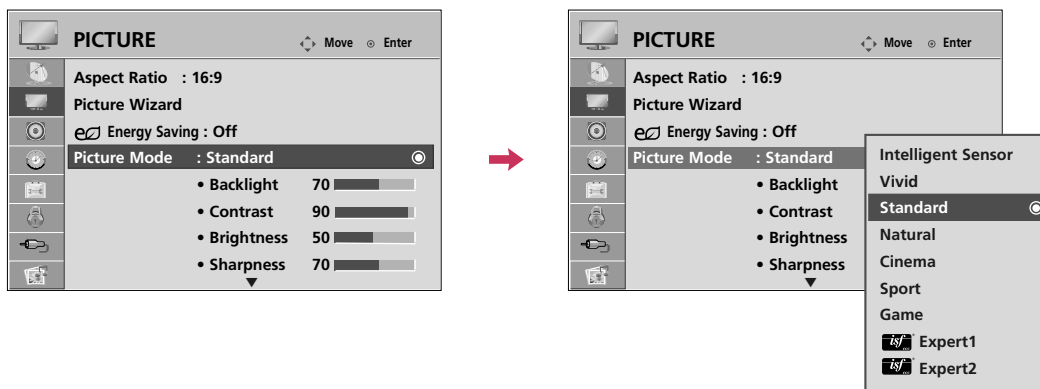 PICTURE Move Enter
Aspect Ratio : 16:9
Picture Wizard
e Energy Saving : Off
Picture Mode : Standard
• Backlight 70
• Contrast 90
• Brightness 50
• Sharpness 70
PICTURE Move Enter
Aspect Ratio : 16:9
Picture Wizard
e Energy Saving : Off
Picture Mode : Standard
• Backlight
• Contrast
• Brightness
• Sharpness
Intelligent Sensor
Vivid
Standard
Natural
Cinema
Sport
Game
isf Expert1
isf Expert2